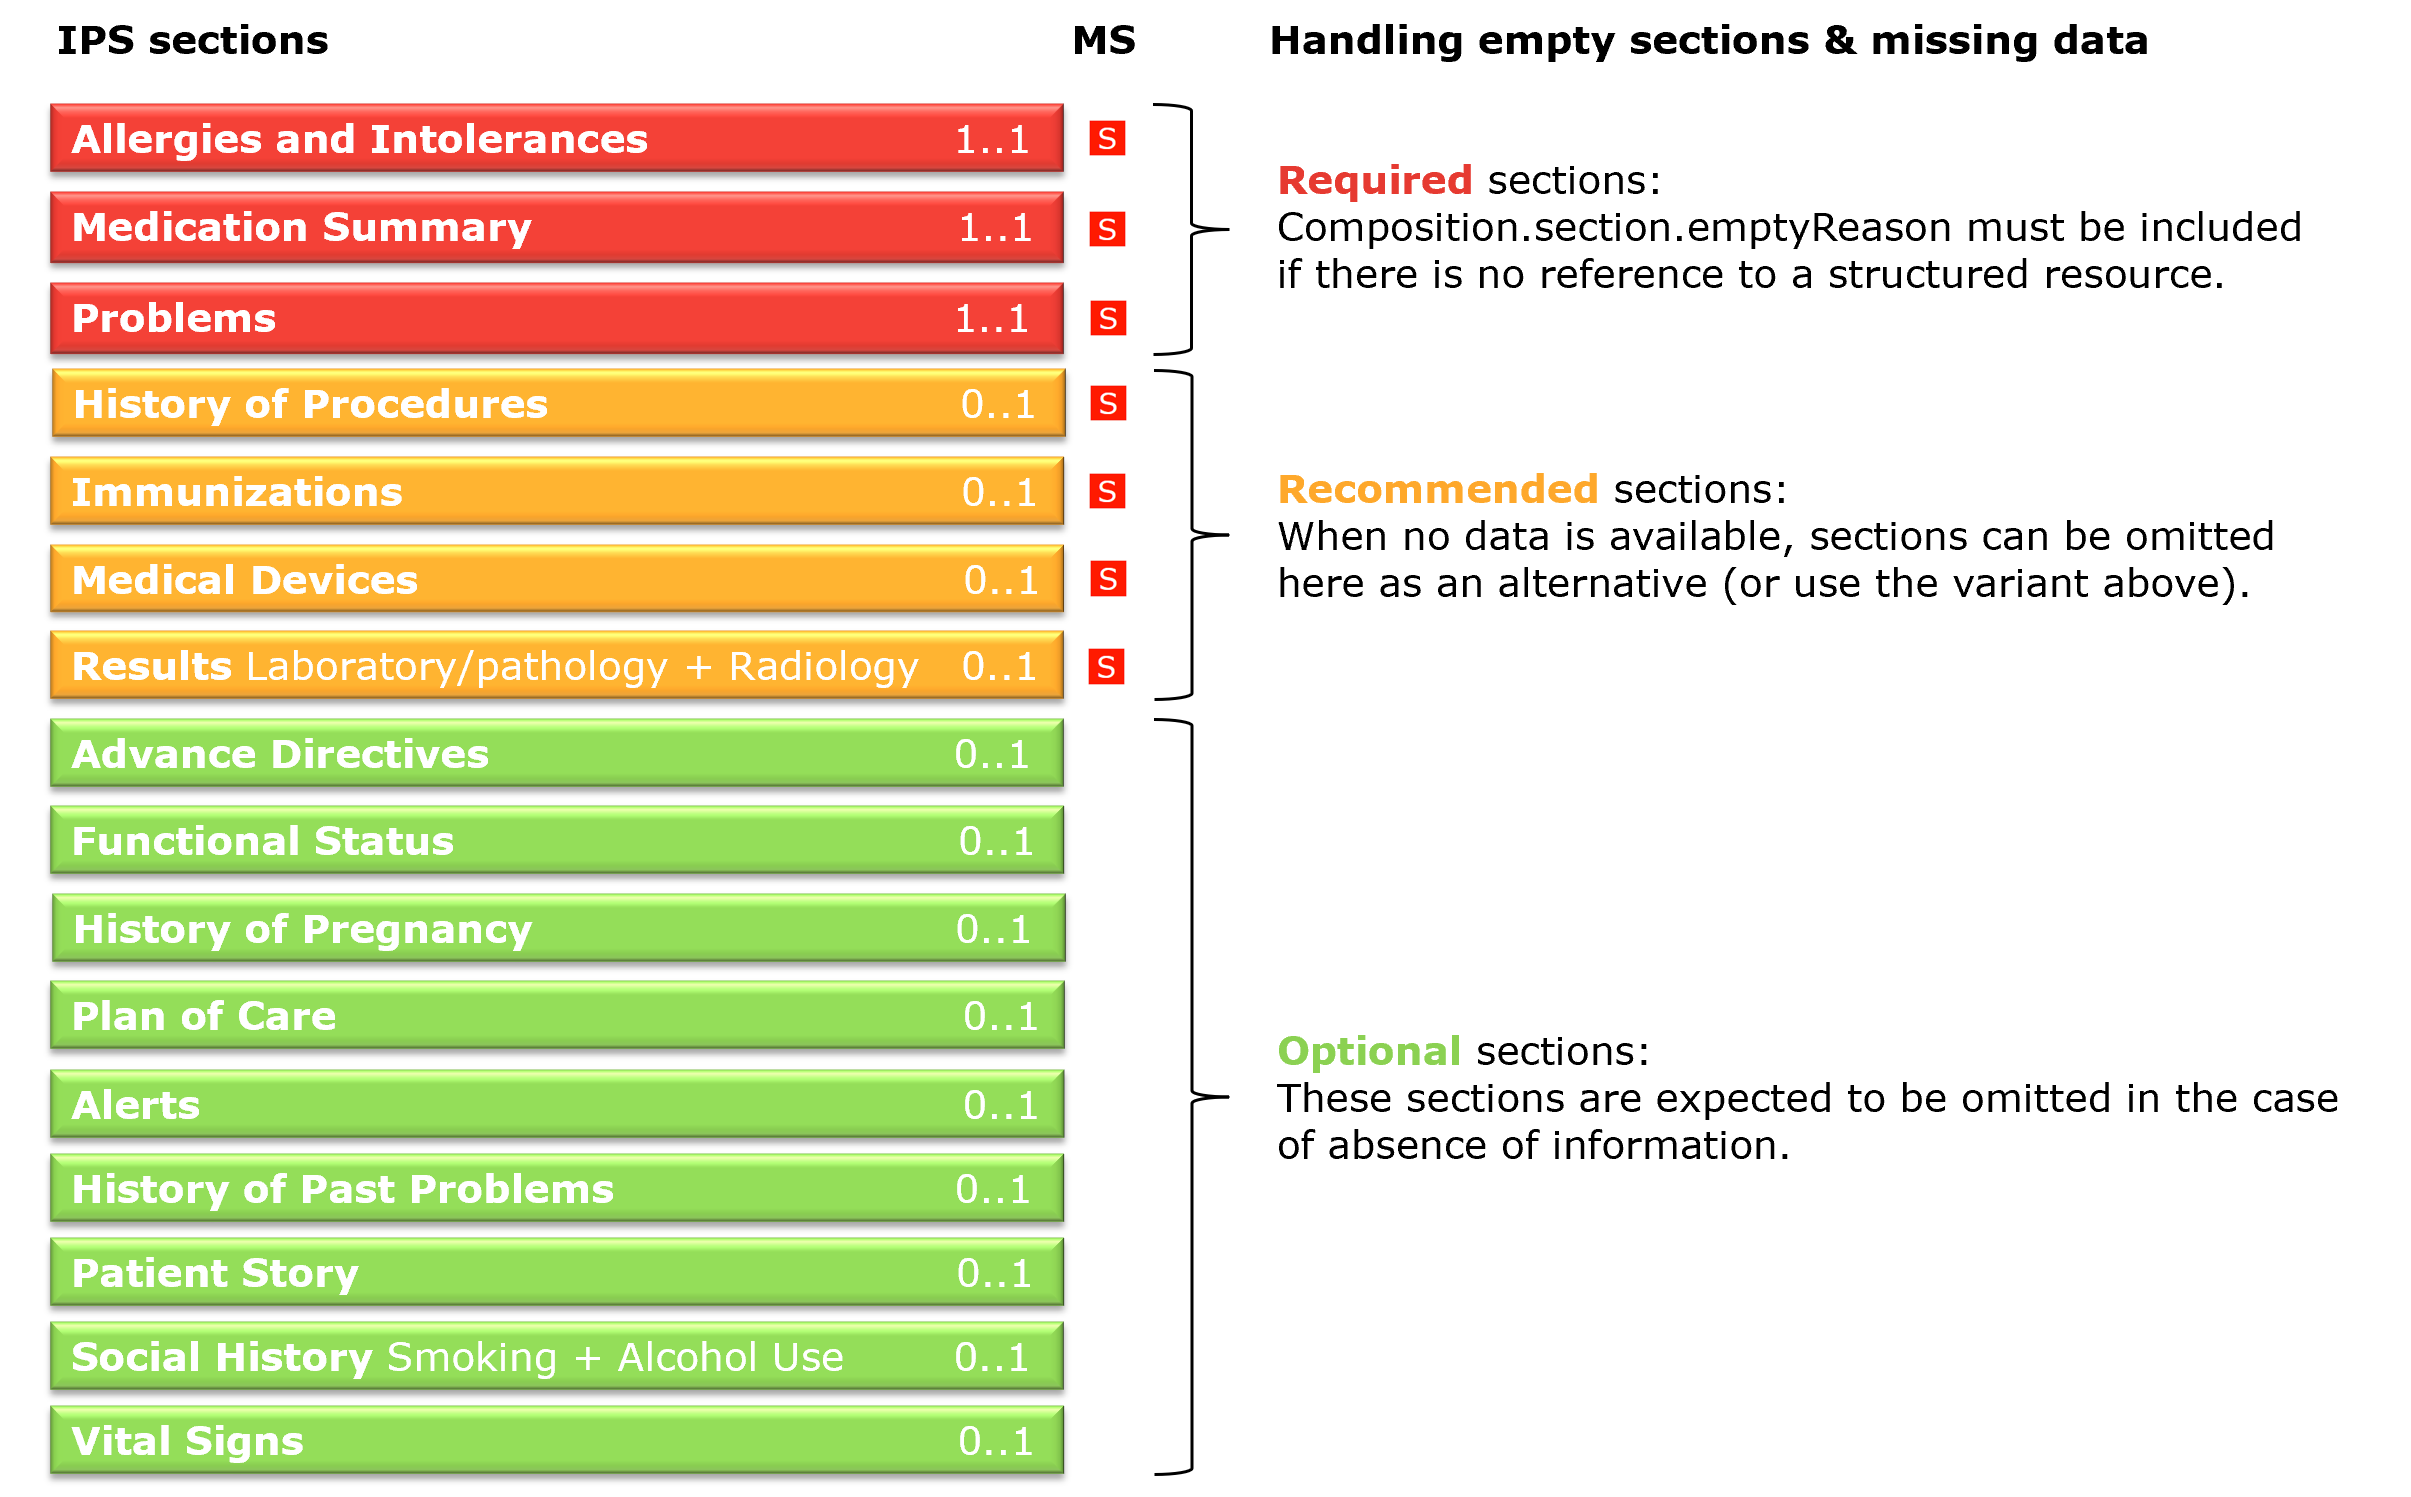 IPS sections MS Handling empty sections & missing data
Allergies and Intolerances 1..1 S
Medication Summary 1..1 S
Problems 1..1 S
Required sections:
Composition.section.emptyReason must be included
if there is no reference to a structured resource.
History of Procedures 0..1 S
Immunizations 0..1 S
Medical Devices 0..1 S
Results Laboratory/pathology + Radiology 0..1 S
Recommended sections:
When no data is available, sections can be omitted
here as an alternative (or use the variant above).
Advance Directives 0..1
Functional Status 0..1
History of Pregnancy 0..1
Plan of Care 0..1
Alerts 0..1
History of Past Problems 0..1
Patient Story 0..1
Social History Smoking + Alcohol Use 0..1
Vital Signs 0..1
Optional sections:
These sections are expected to be omitted in the case
of absence of information.